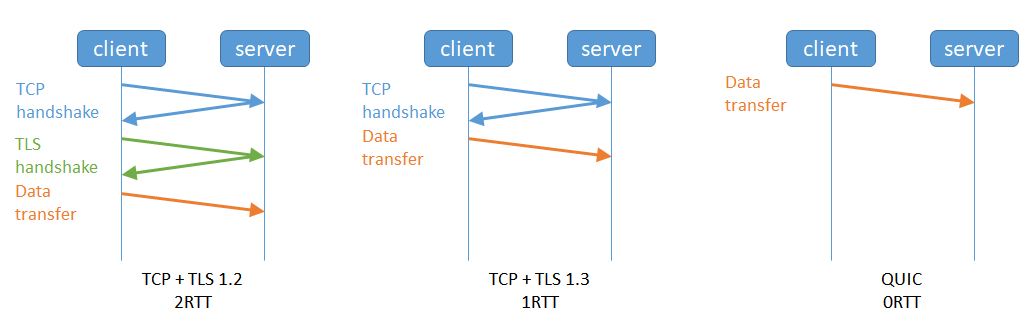 client
server
TCP
handshake
TLS
handshake
Data
transfer
TCP + TLS 1.2
2RTT
client
server
TCP
handshake
Data
transfer
TCP + TLS 1.3
1RTT
client
server
Data
transfer
QUIC
0RTT